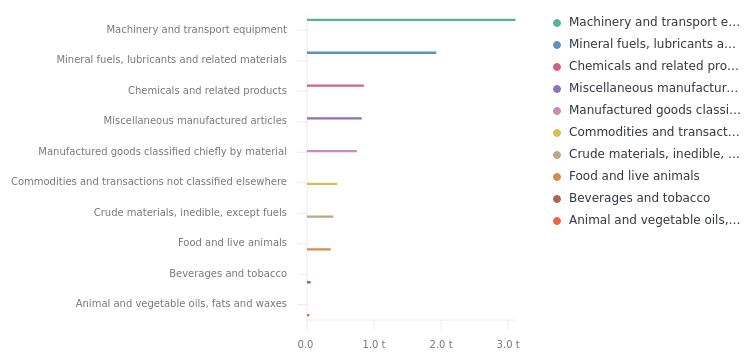 Machinery and transport equipment
Mineral fuels, lubricants and related materials
Chemicals and related products
Miscellaneous manufactured articles
Manufactured goods classified chiefly by material
Commodities and transactions not classified elsewhere
Crude materials, inedible, except fuels
Food and live animals
Beverages and tobacco
Animal and vegetable oils, fats and waxes
0.0 1.0 t 2.0 t 3.0 t
Machinery and transport e...
Mineral fuels, lubricants a...
Chemicals and related pro...
Miscellaneous manufactur...
Manufactured goods classi...
Commodities and transact...
Crude materials, inedible, ...
Food and live animals
Beverages and tobacco
Animal and vegetable oils,...